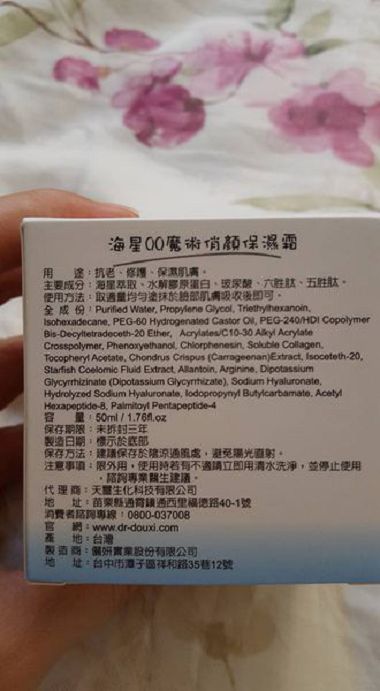 海星QQ魔術俏顏保濕霜
用　途：抗老、修護、保濕肌膚。
主要成分：海星萃取、水解膠原蛋白、玻尿酸、六胜肽、五胜肽。
使用方法：取適量均勻塗抹於臉部肌膚吸收後即可。
全成份：Purified Water, Propylene Glycol, Triethylhexanoin,
Isohexadecane, PEG-60 Hydrogenated Castor Oil, PEG-240/HDI Copolymer
Bis-Decyltetradeceth-20 Ether, Acrylates/C10-30 Alkyl Acrylate
Crosspolymer, Phenoxyethanol, Chlorphenesin, Soluble Collagen,
Tocopheryl Acetate, Chondrus Crispus (Carrageenan)Extract, Isoceteth-20,
Starfish Coelomic Fluid Extract, Allantoin, Arginine, Dipotassium
Glycyrrhizinate (Dipotassium Glycyrrhizate), Sodium Hyaluronate,
Hydrolyzed Sodium Hyaluronate, Iodopropynyl Butylcarbamate, Acetyl
Hexapeptide-8, Palmitoyl Pentapeptide-4
容　量：50ml / 1.76fl.oz
保存期限：未拆封三年
製造日期：標示於底部
保存方法：建議保存於陰涼通風處，避免陽光直射。
注意事項：限外用，使用時若有不適請立即用清水洗淨，並停止使用
，諮詢專業醫生建議。
代理商：天豐生化科技有限公司
地　址：苗栗縣通霄鎮通西里福德路40-1號
消費者諮詢專線：0800-037008
官　網：www.dr-douxi.com
產　地：台灣
製造商：儷妍實業股份有限公司
地　址：台中市潭子區祥和路35巷12號